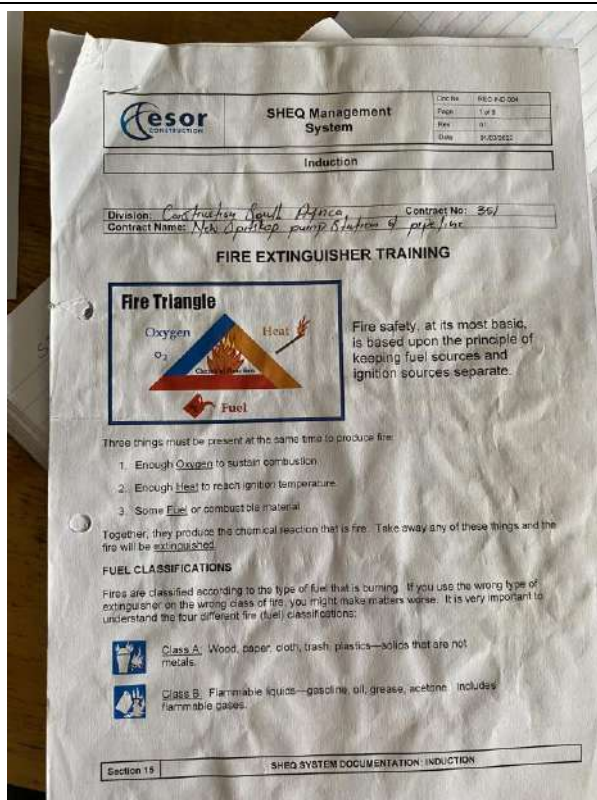 esor
CONSTRUCTION
SHEQ Management
System
Doc No
Page 1 of 8
Rev
Date
Induction
Division: Construction South Africa Contract No: 351
Contract Name: pump Station & pipeline
FIRE EXTINGUISHER TRAINING
Fire Triangle
Oxygen
O2
Heat
Fuel
Fire safety, at its most basic,
is based upon the principle of
keeping fuel sources and
ignition sources separate.
Three things must be present at the same time to produce fire:
1. Enough Oxygen to sustain combustion
2. Enough Heat to reach ignition temperature
3. Some Fuel or combustible material
Together, they produce the chemical reaction that is fire. Take away any of these things and the
fire will be extinguished.
FUEL CLASSIFICATIONS
Fires are classified according to the type of fuel that is burning. If you use the wrong type of
extinguisher on the wrong class of fire, you might make matters worse. It is very important to
understand the four different fire (fuel) classifications:
Class A: Wood, paper, cloth, trash, plastics—solids that are not
metals.
Class B: Flammable liquids—gasoline, oil, grease, acetone. Includes
flammable gases.
Section 15
SHEQ SYSTEM DOCUMENTATION: INDUCTION